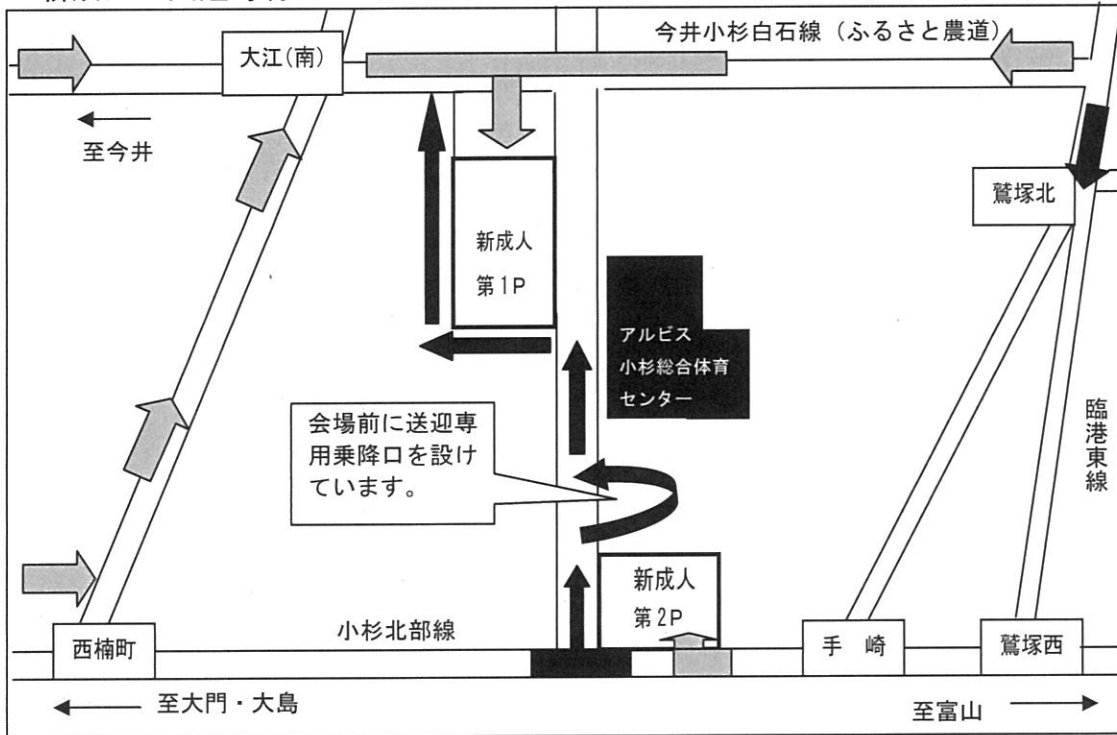 今井小杉白石線（ふるさと農道）
大江(南)
至今井
鷲塚北
新成人
第1P
アルビス
小杉総合体育
センター
臨港東線
会場前に送迎専
用乗降口を設け
ています。
新成人
第2P
小杉北部線
西楠町
手　崎
鷲塚西
至大門・大島
至富山